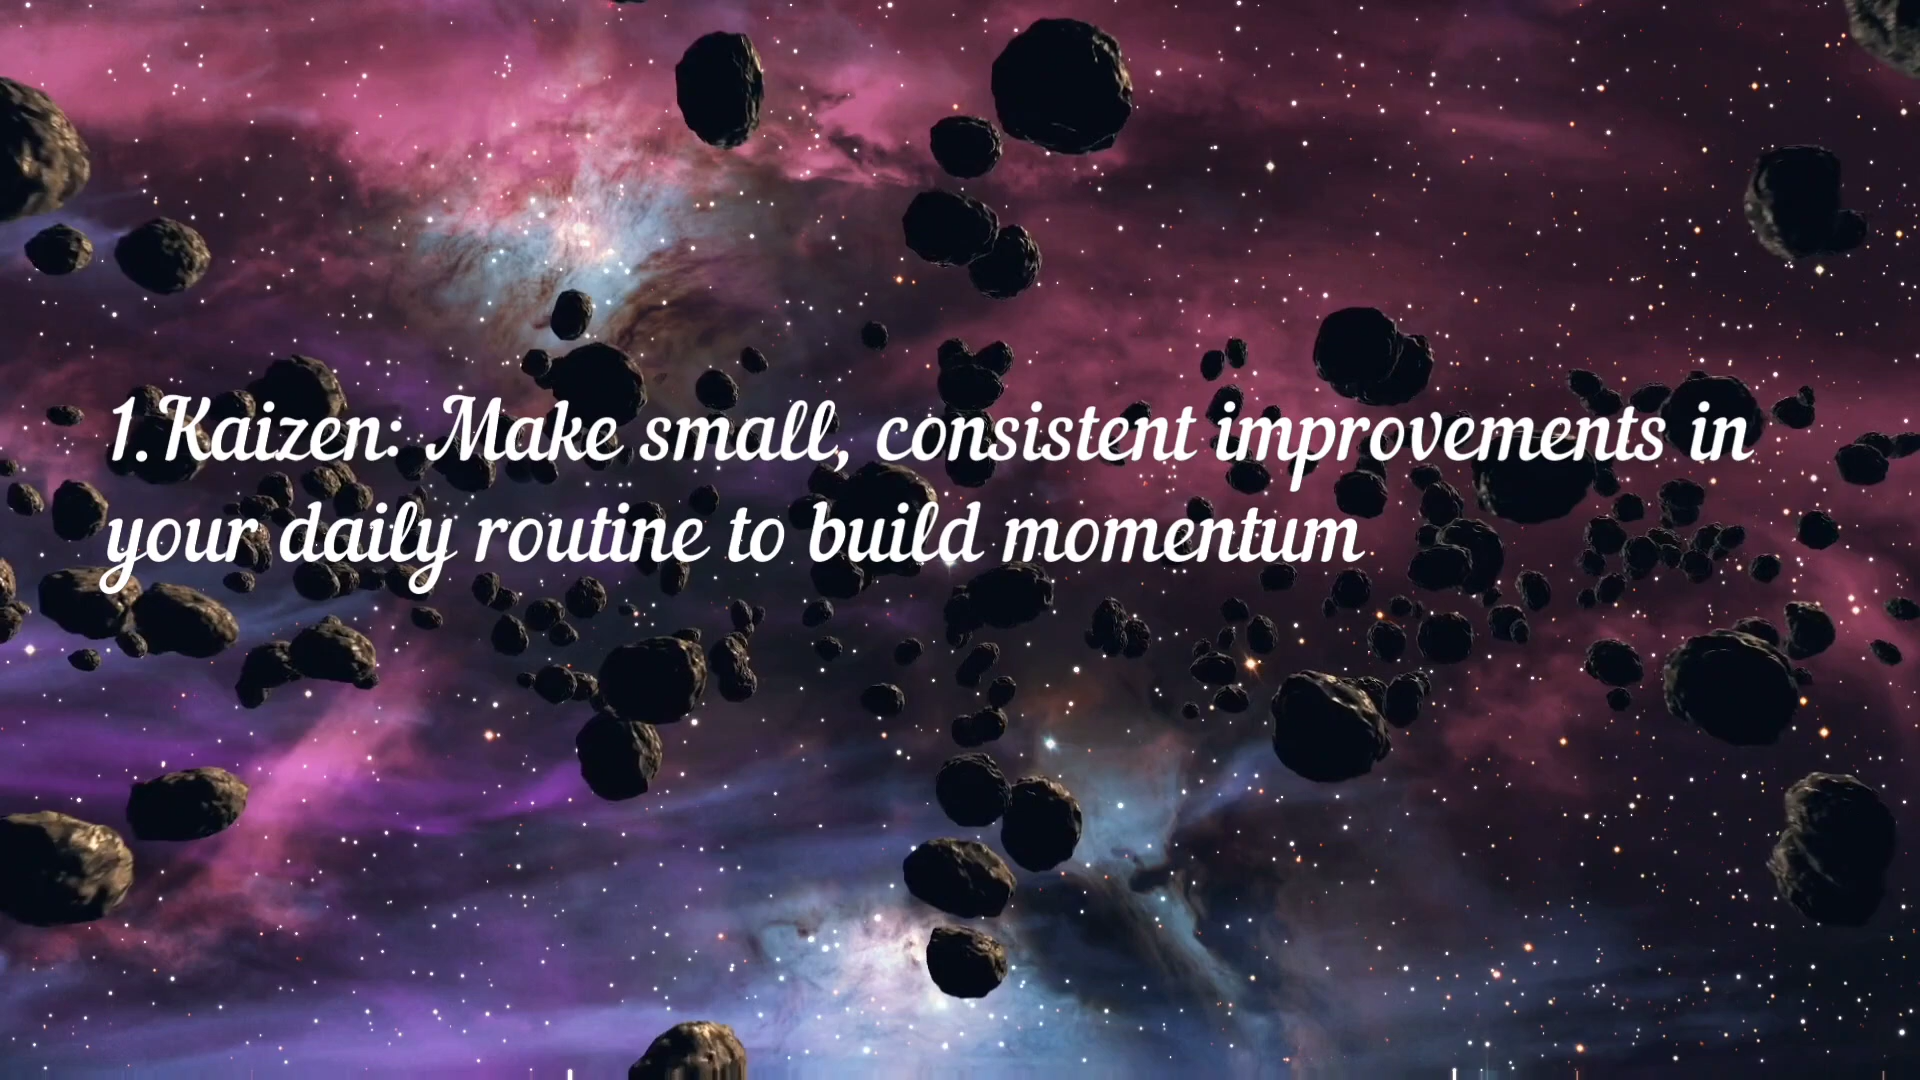 1.Kaizen: Make small, consistent improvements in
your daily routine to build momentum